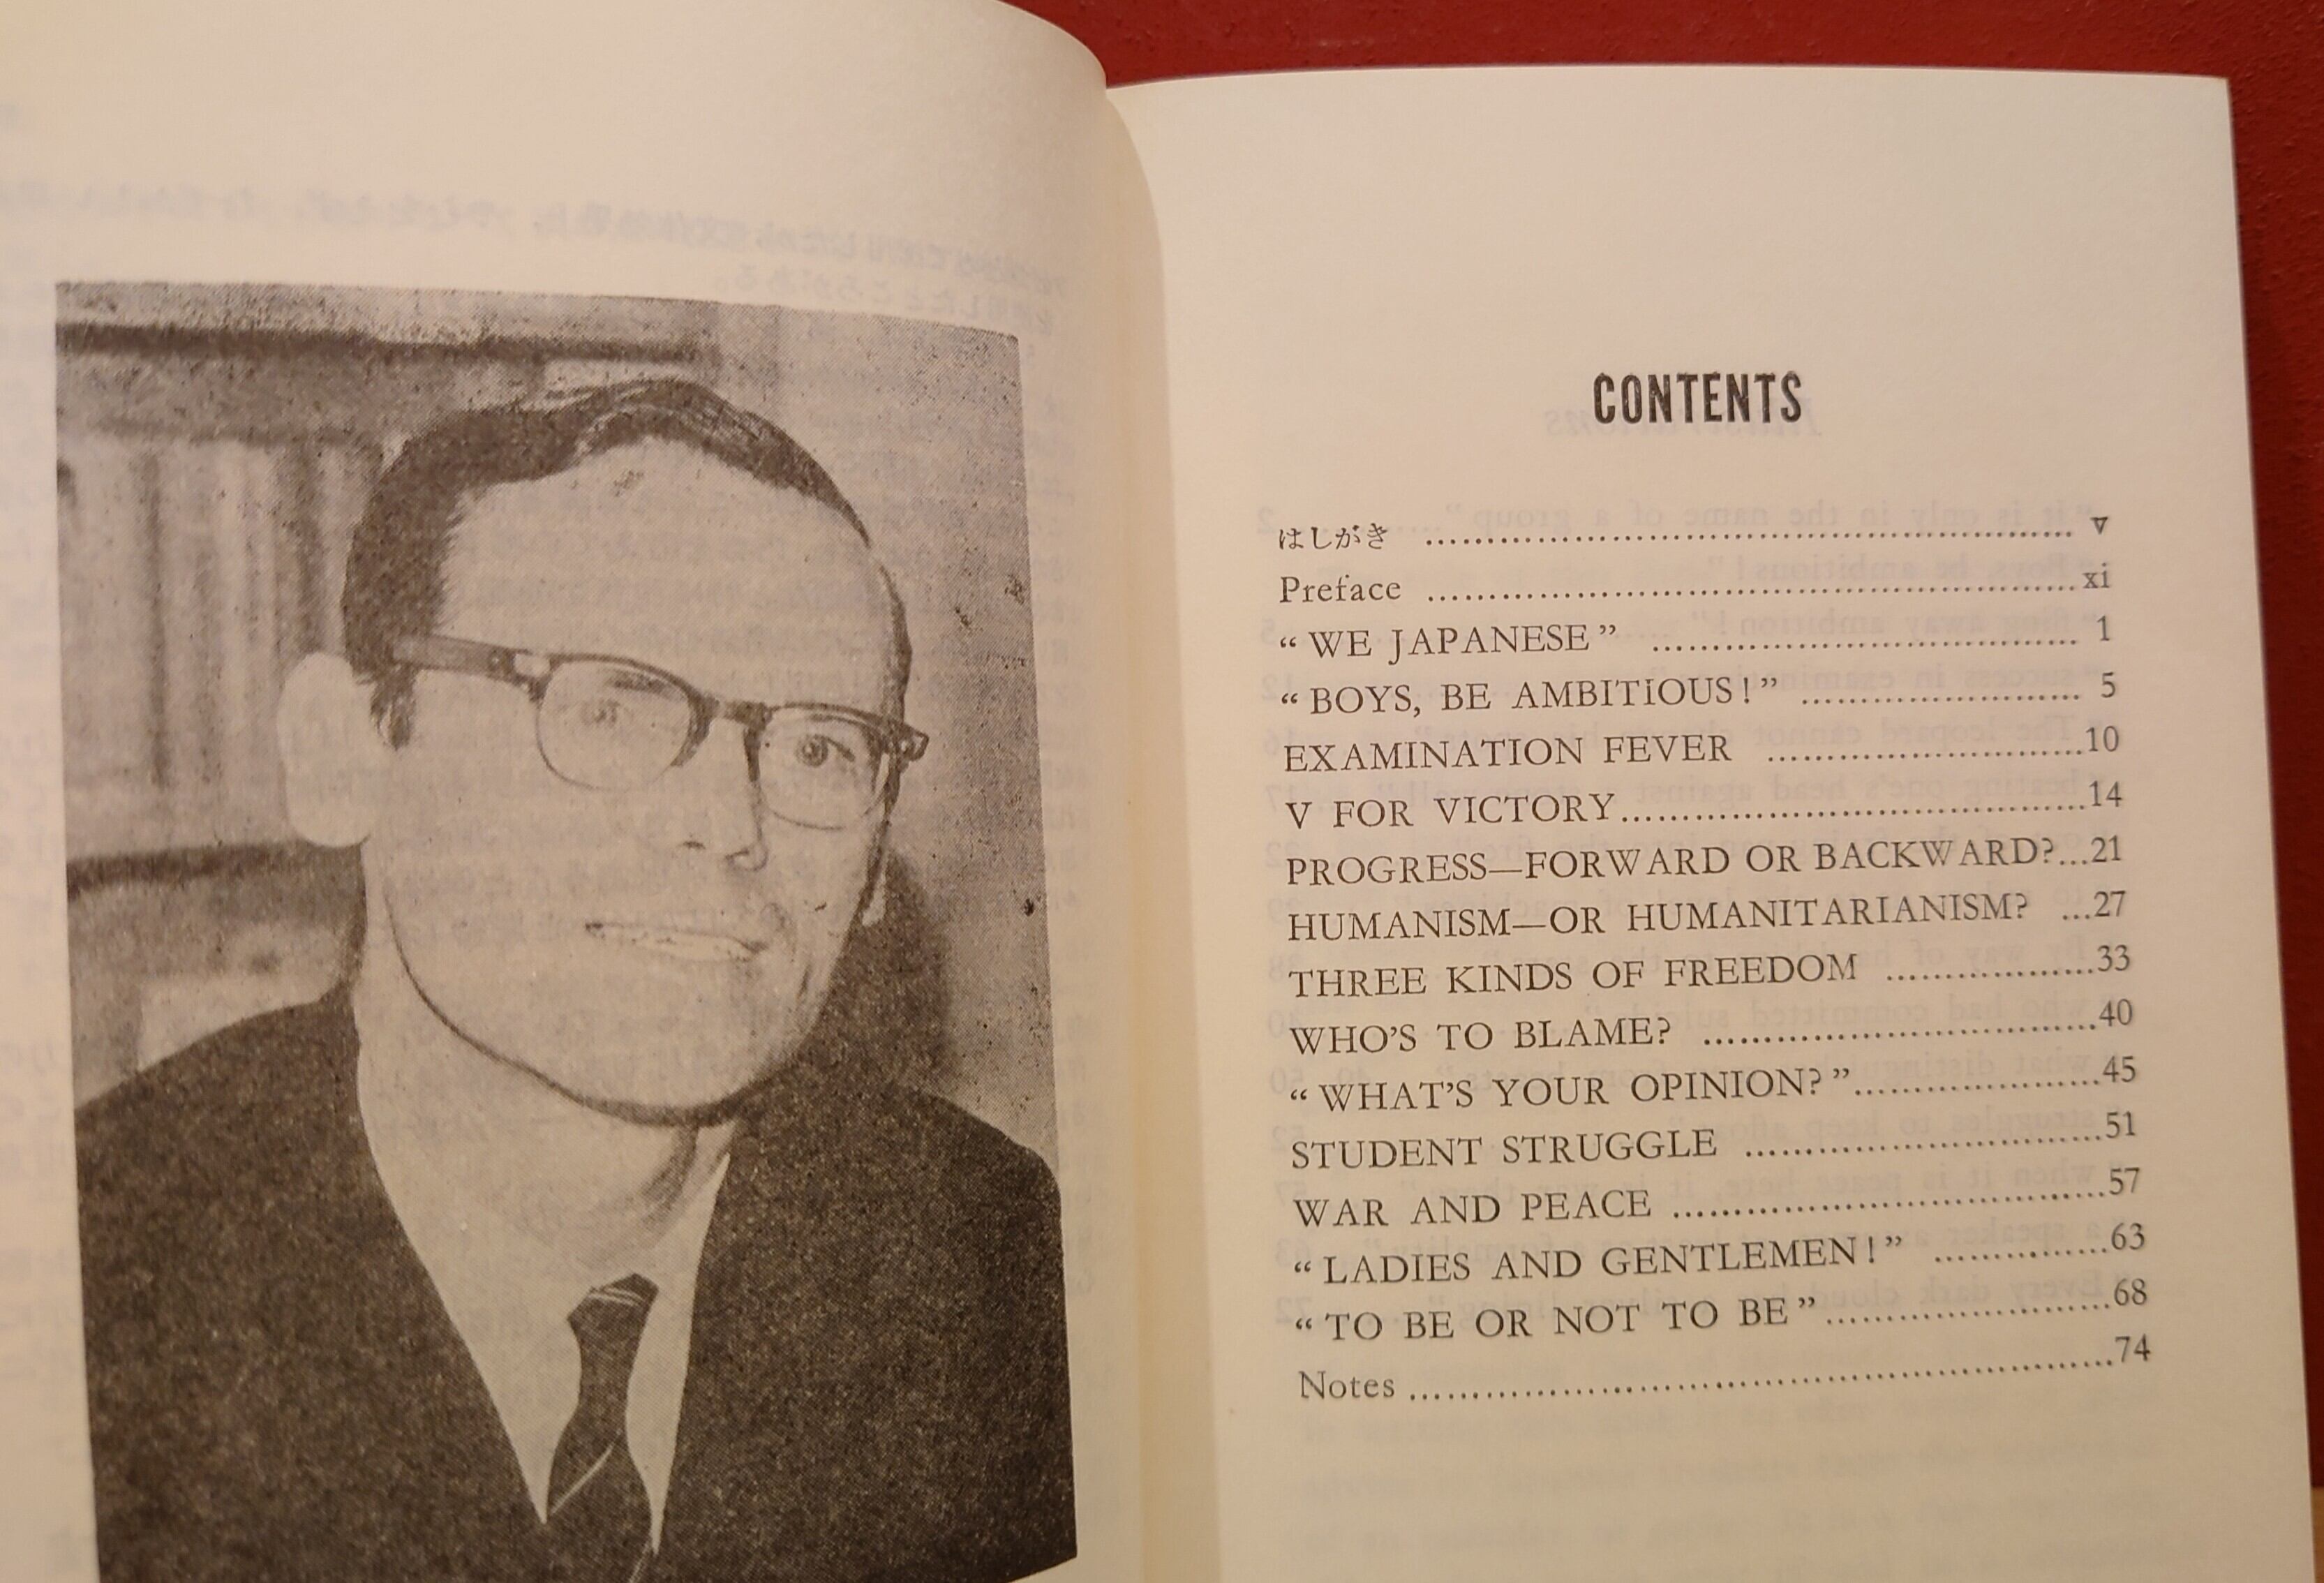 CONTENTS
はしがき ........................................ v
Preface ........................................ xi
“ WE JAPANESE ” ........................................ 1
“ BOYS, BE AMBITIOUS ! ” ........................................ 5
EXAMINATION FEVER ........................................ 10
V FOR VICTORY ........................................ 14
PROGRESS—FORWARD OR BACKWARD? ... 21
HUMANISM—OR HUMANITARIANISM? ... 27
THREE KINDS OF FREEDOM .................... 33
WHO’S TO BLAME? ........................................ 40
“ WHAT’S YOUR OPINION? ” .................... 45
STUDENT STRUGGLE ........................................ 51
WAR AND PEACE ........................................ 57
“ LADIES AND GENTLEMEN ! ” ............... 63
“ TO BE OR NOT TO BE ” .................... 68
Notes ........................................ 74